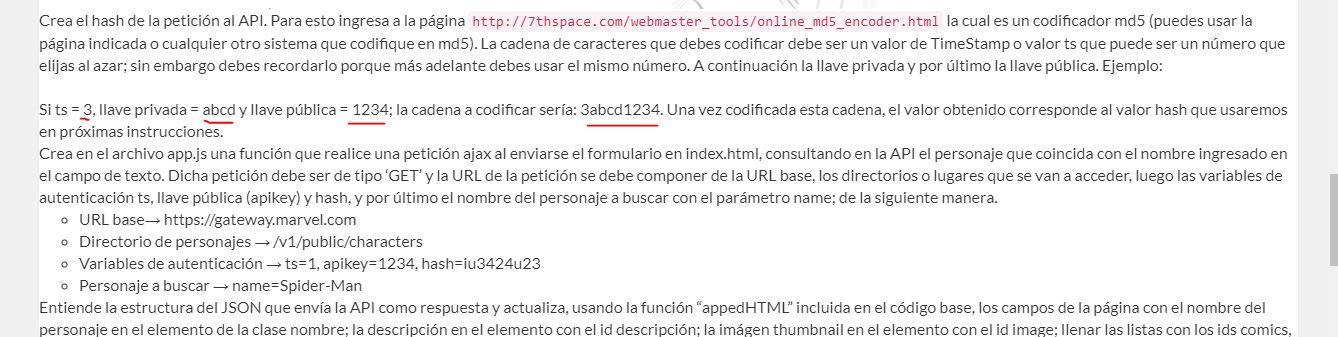 Crea el hash de la petición al API. Para esto ingresa a la página http://7thspace.com/webmaster_tools/online_md5_encoder.html la cual es un codificador md5 (puedes usar la
página indicada o cualquier otro sistema que codifique en md5). La cadena de caracteres que debes codificar debe ser un valor de TimeStamp o valor ts que puede ser un número que
elijas al azar; sin embargo debes recordarlo porque más adelante debes usar el mismo número. A continuación la llave privada y por último la llave pública. Ejemplo:
Si ts = 3, llave privada = abcd y llave pública = 1234; la cadena a codificar sería: 3abcd1234. Una vez codificada esta cadena, el valor obtenido corresponde al valor hash que usaremos
en próximas instrucciones.
Crea en el archivo app.js una función que realice una petición ajax al enviarse el formulario en index.html, consultando en la API el personaje que coincida con el nombre ingresado en
el campo de texto. Dicha petición debe ser de tipo ‘GET’ y la URL de la petición se debe componer de la URL base, los directorios o lugares que se van a acceder, luego las variables de
autenticación ts, llave pública (apikey) y hash, y por último el nombre del personaje a buscar con el parámetro name; de la siguiente manera.
○ URL base→ https://gateway.marvel.com
○ Directorio de personajes → /v1/public/characters
○ Variables de autenticación → ts=1, apikey=1234, hash=iu3424u23
○ Personaje a buscar → name=Spider-Man
Entiende la estructura del JSON que envía la API como respuesta y actualiza, usando la función “appedHTML” incluida en el código base, los campos de la página con el nombre del
personaje en el elemento de la clase nombre; la descripción en el elemento con el id descripción; la imágen thumbnail en el elemento con el id image; llenar las listas con los ids comics,